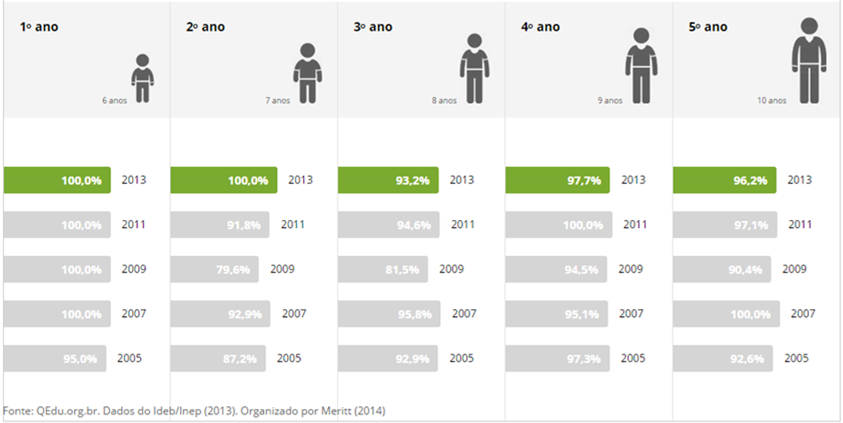 1º ano 2º ano 3º ano 4º ano 5º ano
6 anos 7 anos 8 anos 9 anos 10 anos
100,0% 2013 100,0% 2013 93,2% 2013 97,7% 2013 96,2% 2013
100,0% 2011 91,8% 2011 94,6% 2011 100,0% 2011 97,1% 2011
100,0% 2009 79,6% 2009 81,5% 2009 94,5% 2009 90,4% 2009
100,0% 2007 92,9% 2007 95,8% 2007 95,1% 2007 100,0% 2007
95,0% 2005 87,2% 2005 92,9% 2005 97,3% 2005 92,6% 2005
Fonte: QEdu.org.br. Dados do Ideb/Inep (2013). Organizado por Meritt (2014)